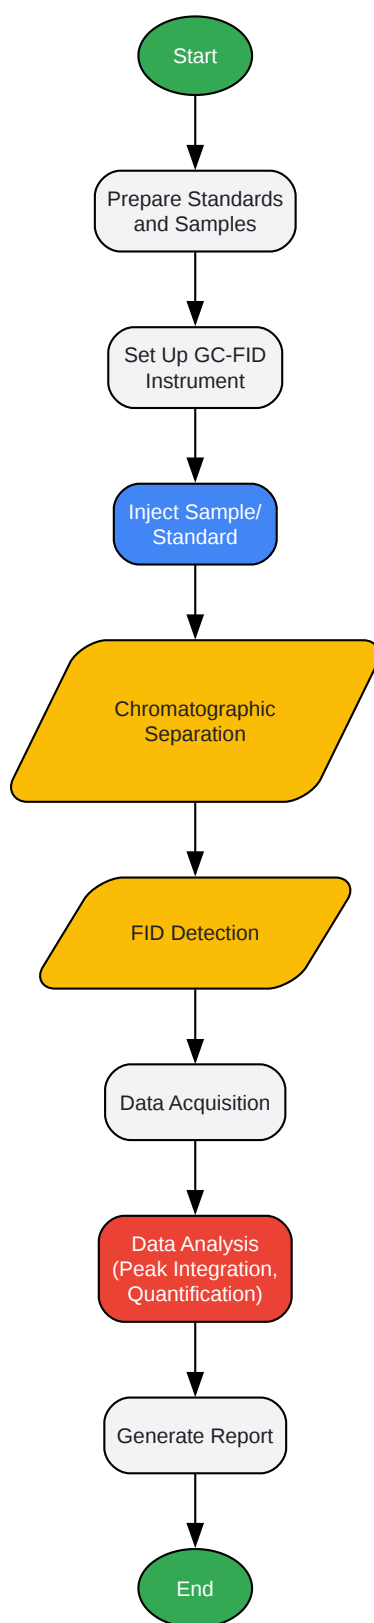 Start
Prepare Standards
and Samples
Set Up GC-FID
Instrument
Inject Sample/
Standard
Chromatographic
Separation
FID Detection
Data Acquisition
Data Analysis
(Peak Integration,
Quantification)
Generate Report
End